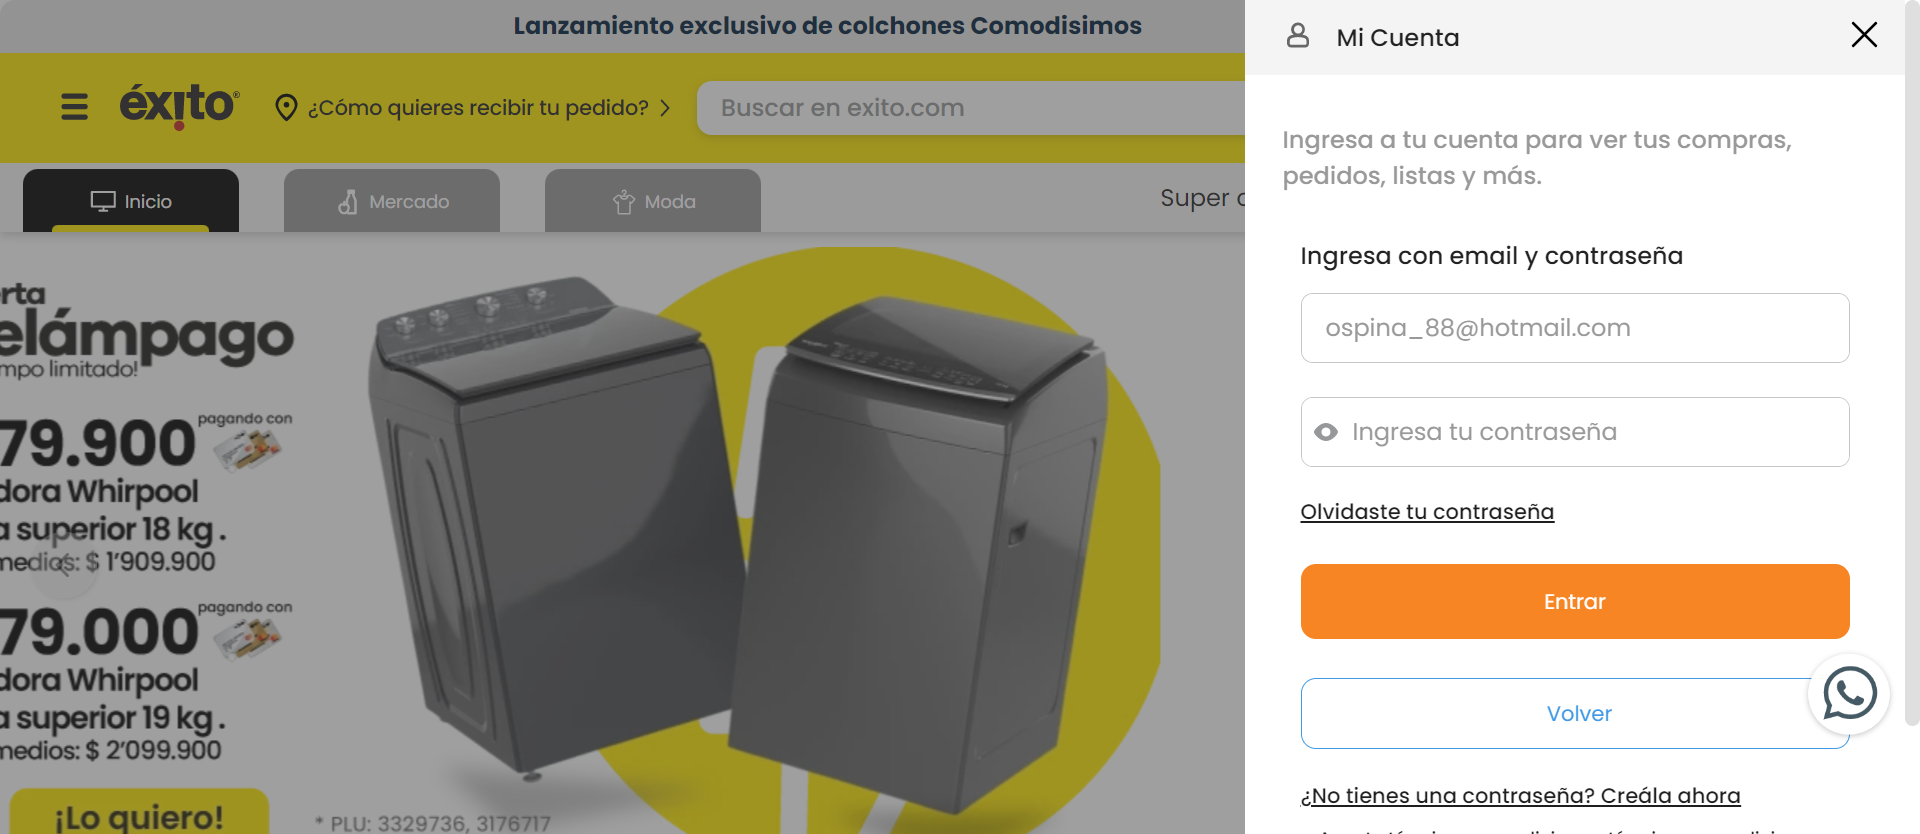 Lanzamiento exclusivo de colchones Comodisimos
éxito
¿Cómo quieres recibir tu pedido?
Buscar en exito.com
Inicio
Mercado
Moda
Super
rta
elámpago
mpo limitado!
79.900
pagando con
dora Whirpool
a superior 18 kg.
medios: $ 1'909.900
79.000
pagando con
dora Whirpool
a superior 19 kg.
medios: $ 2'099.900
¡Lo quiero!
* PLU: 3329736, 3176717
Mi Cuenta
Ingresa a tu cuenta para ver tus compras,
pedidos, listas y más.
Ingresa con email y contraseña
ospina_88@hotmail.com
Ingresa tu contraseña
Olvidaste tu contraseña
Entrar
Volver
¿No tienes una contraseña? Creála ahora